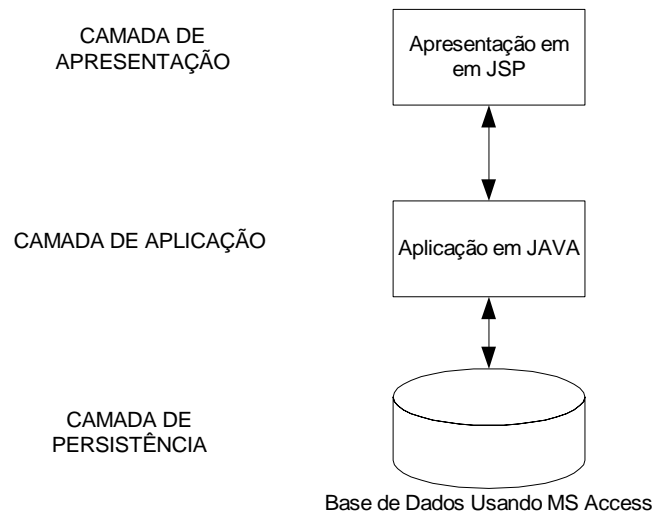 CAMADA DE
APRESENTAÇÃO
Apresentação em
em JSP
CAMADA DE APLICAÇÃO
Aplicação em JAVA
CAMADA DE
PERSISTÊNCIA
Base de Dados Usando MS Access